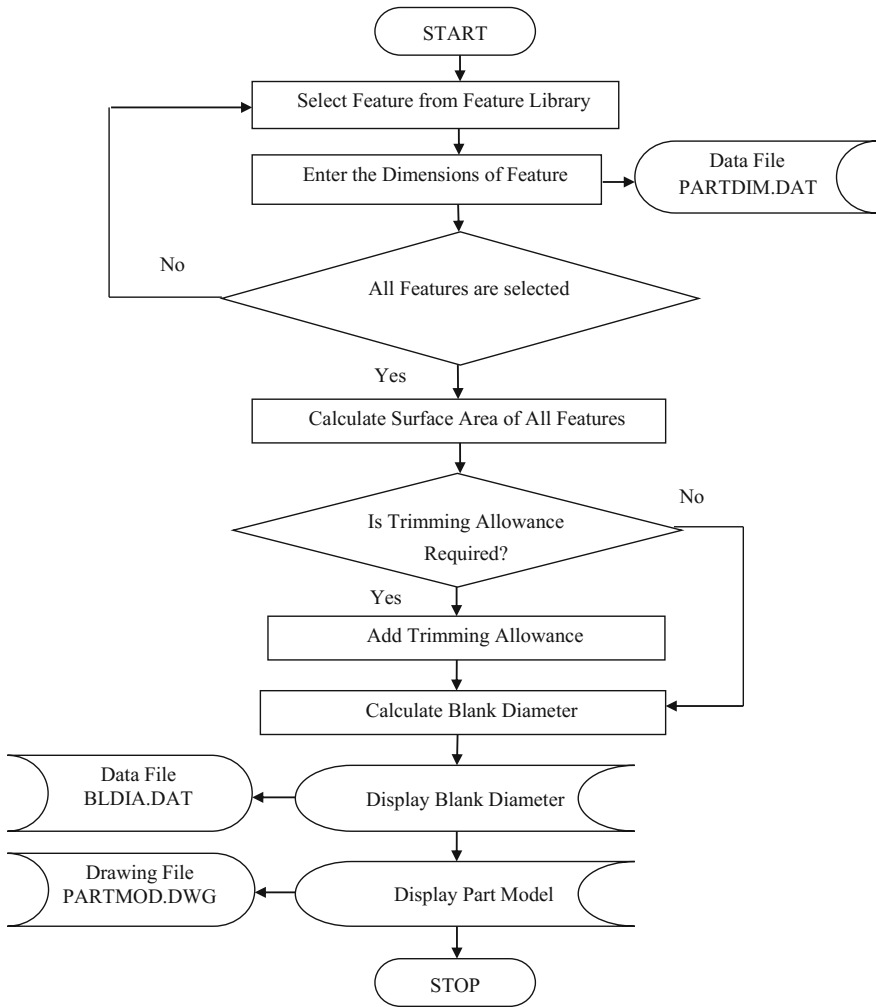 START
Select Feature from Feature Library
Enter the Dimensions of Feature
Data File
PARTDIM.DAT
No
All Features are selected
Yes
Calculate Surface Area of All Features
No
Is Trimming Allowance
Required?
Yes
Add Trimming Allowance
Calculate Blank Diameter
Data File
BLDIA.DAT
Display Blank Diameter
Drawing File
PARTMOD.DWG
Display Part Model
STOP